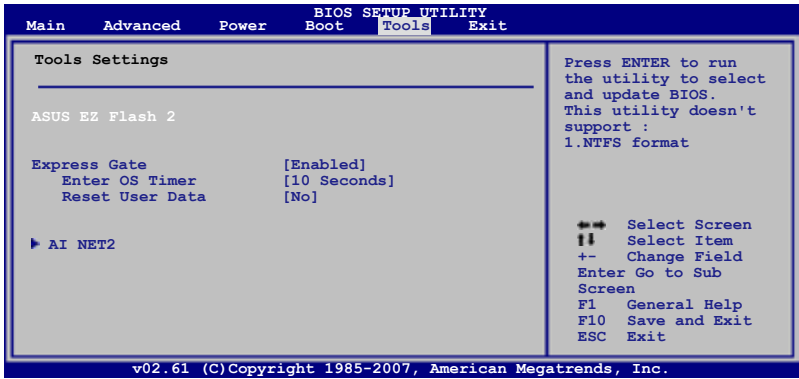 BIOS SETUP UTILITY
Main Advanced Power Boot Tools Exit
Tools Settings
ASUS EZ Flash 2
Express Gate [Enabled]
Enter OS Timer [10 Seconds]
Reset User Data [No]
AI NET2
Press ENTER to run
the utility to select
and update BIOS.
This utility doesn't
support :
1.NTFS format
Select Screen
Select Item
+- Change Field
Enter Go to Sub
Screen
F1 General Help
F10 Save and Exit
ESC Exit
v02.61 (C)Copyright 1985-2007, American Megatrends, Inc.